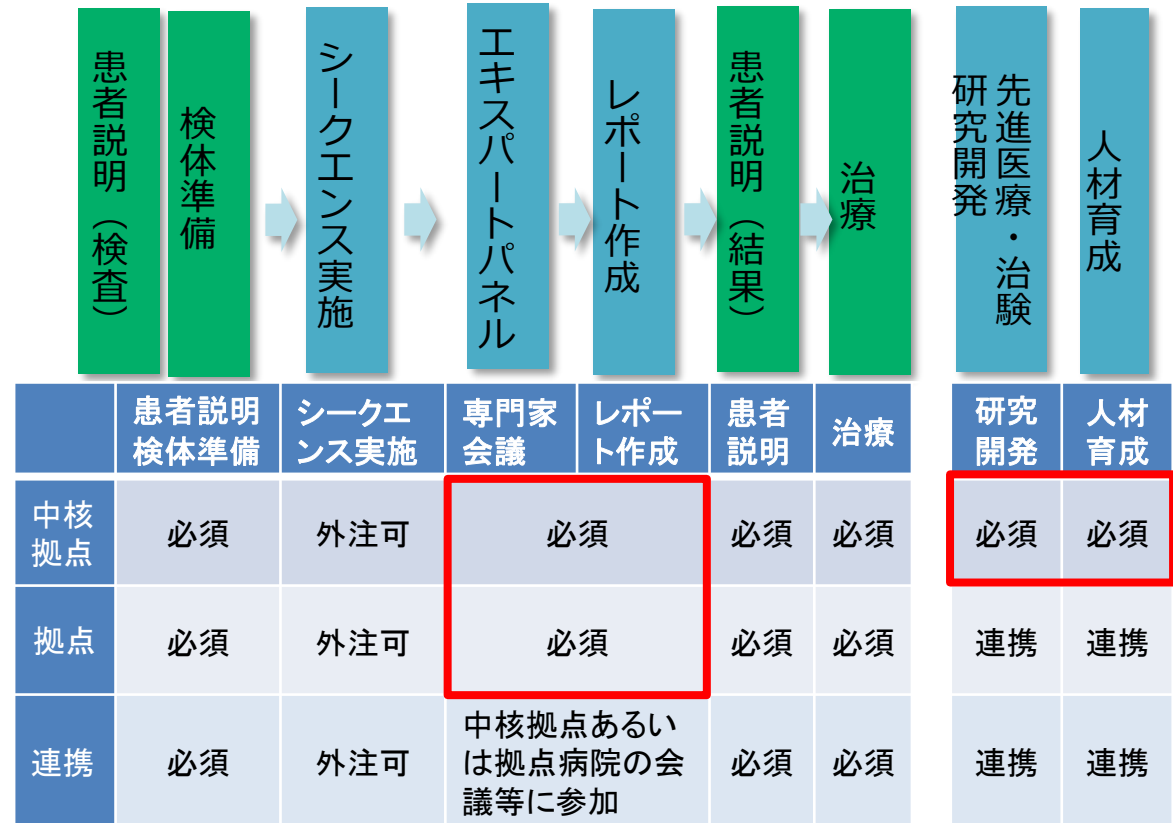 患者説明（検査）
検体準備
シークエンス実施
エキスパートパネル
レポート作成
患者説明（結果）
治療
先進医療・治験
研究開発
人材育成
患者説明
検体準備
シークエ
ンス実施
専門家
会議
レポー
ト作成
患者
説明
治療
研究
開発
人材
育成
中核
拠点
必須
外注可
必須
必須
必須
必須
必須
拠点
必須
外注可
必須
必須
必須
連携
連携
連携
必須
外注可
中核拠点あるい
は拠点病院の会
議等に参加
必須
必須
連携
連携